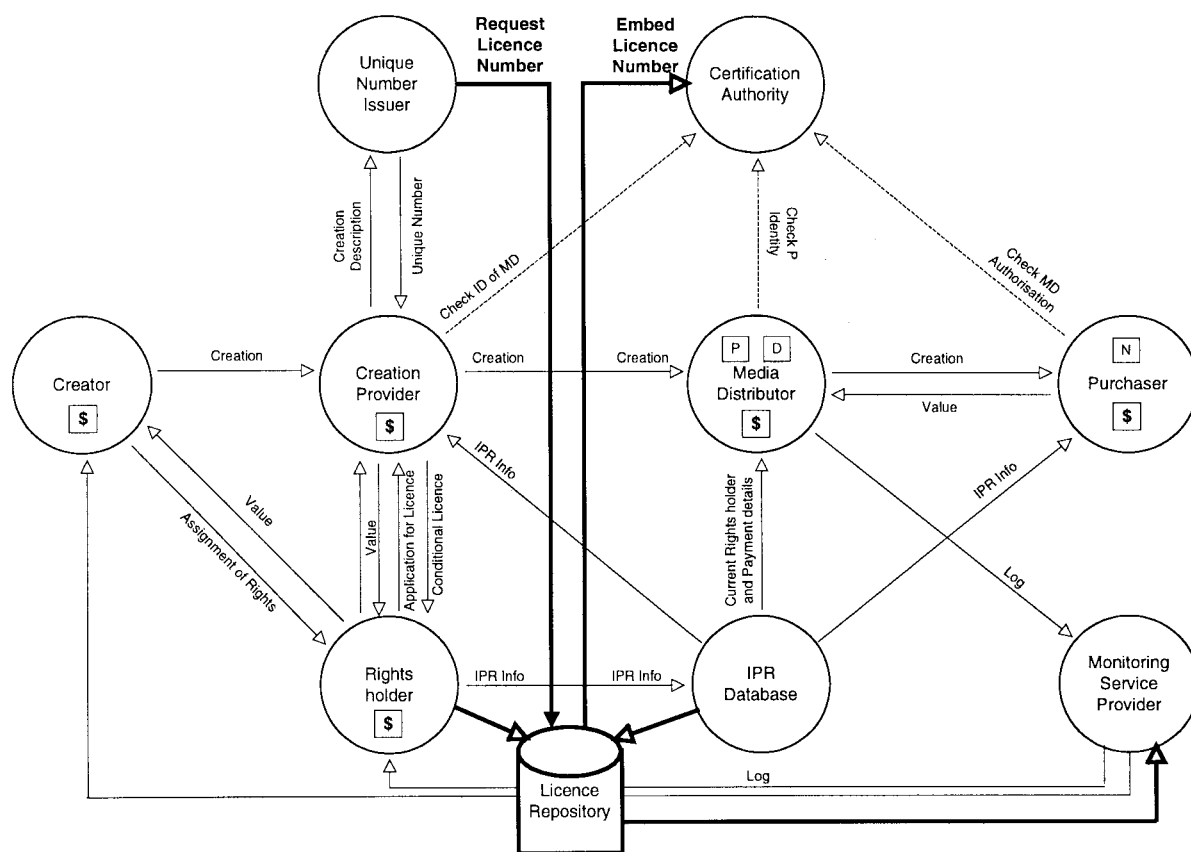 Request
Licence
Number
Embed
Licence
Number
Unique
Number
Issuer
Certification
Authority
Creation
Description
Unique Number
Check ID of MD
Check P
Identity
Check MD
Authorisation
Creator
$
Creation
Creation
Provider
$
Creation
Creation
P D
Media
Distributor
$
Creation
Value
N
Purchaser
$
Value
Assignment of Rights
Value
Application for Licence
Conditional Licence
IPR Info
Current Rights holder
and Payment details
IPR Info
Log
Rights
holder
$
IPR Info
IPR Info
IPR
Database
Monitoring
Service
Provider
Log
Licence
Repository